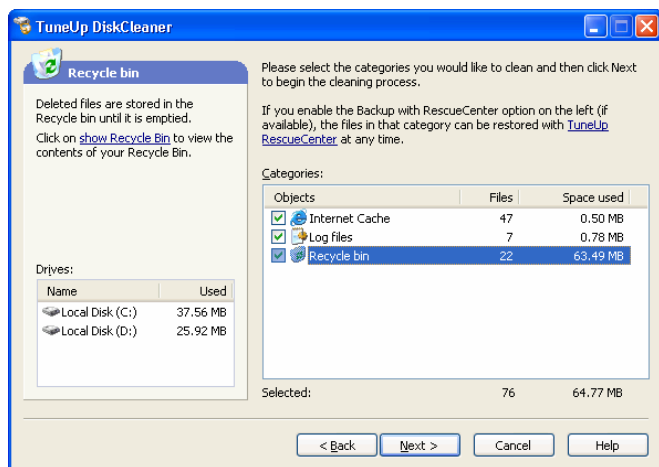 TuneUp DiskCleaner
Recycle bin
Deleted files are stored in the
Recycle bin until it is emptied.
Click on show Recycle Bin to view the
contents of your Recycle Bin.
Drives:
Name Used
Local Disk (C:) 37.56 MB
Local Disk (D:) 25.92 MB
Please select the categories you would like to clean and then click Next
to begin the cleaning process.
If you enable the Backup with RescueCenter option on the left (if
available), the files in that category can be restored with TuneUp
RescueCenter at any time.
Categories:
Objects Files Space used
Internet Cache 47 0.50 MB
Log files 7 0.78 MB
Recycle bin 22 63.49 MB
Selected: 76 64.77 MB
< Back Next > Cancel Help